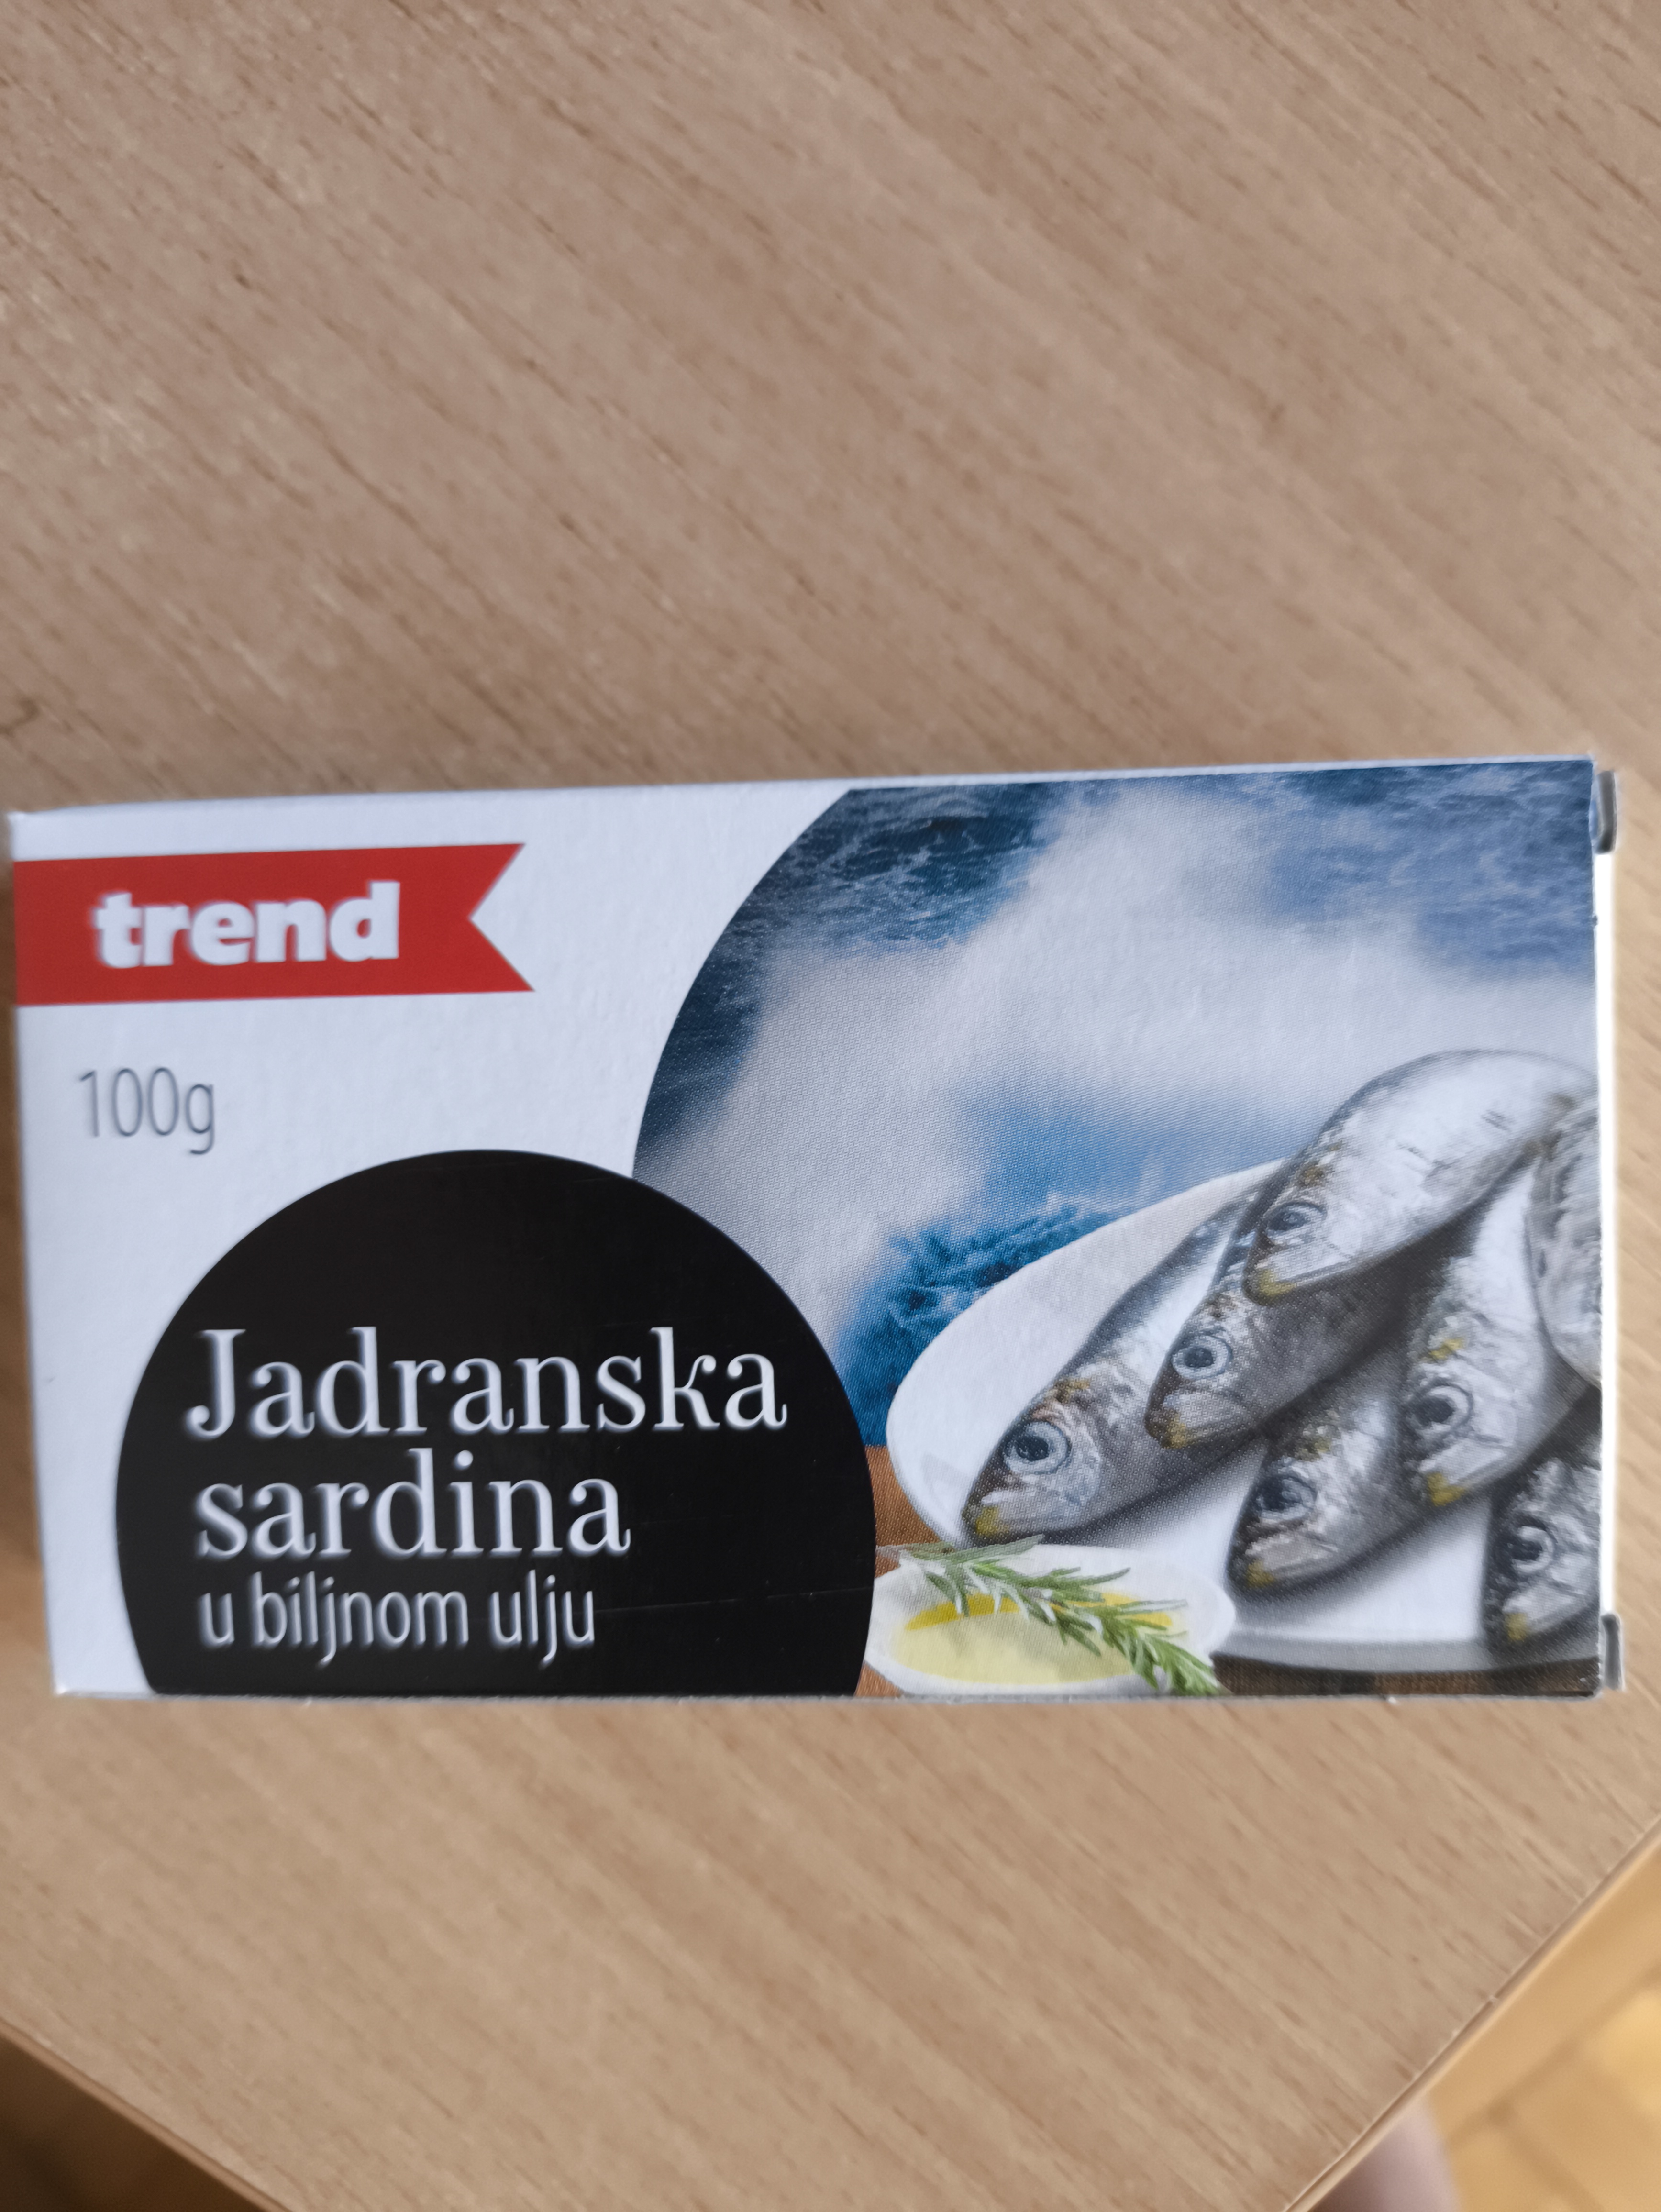 trend
100g
Jadranska
sardina
u biljnom ulju